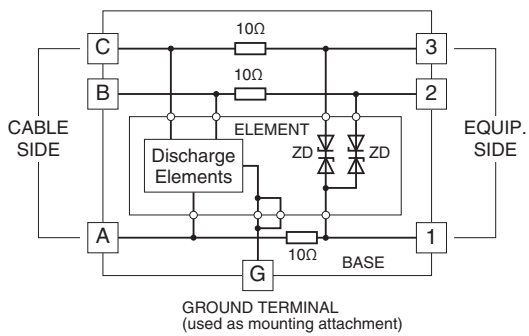 10Ω
C
3
10Ω
B
2
CABLE
SIDE
ELEMENT
EQUIP.
SIDE
Discharge
Elements
ZD
ZD
A
1
10Ω
G
BASE
GROUND TERMINAL
(used as mounting attachment)